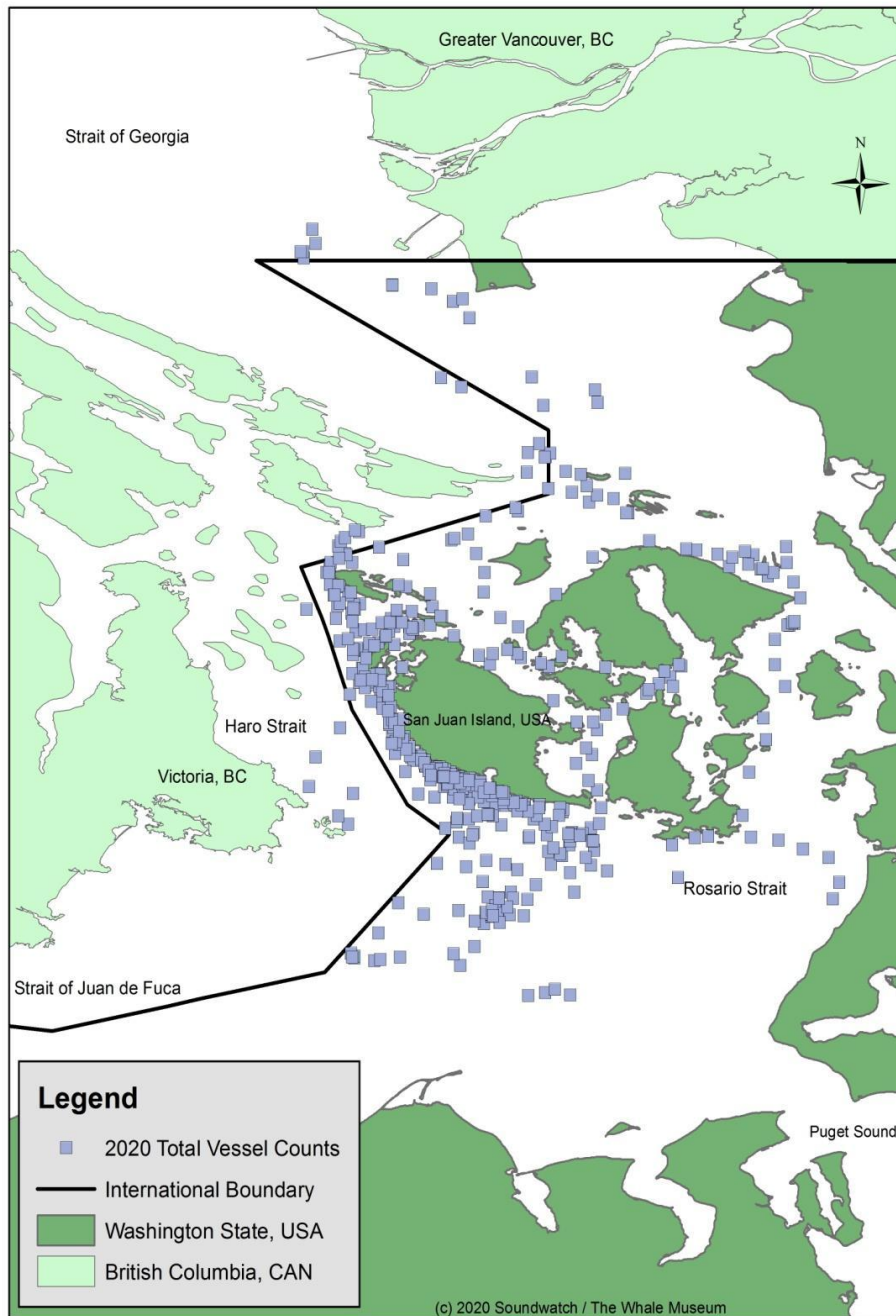 Greater Vancouver, BC
Strait of Georgia
N
San Juan Island, USA
Haro Strait
Victoria, BC
Rosario Strait
Strait of Juan de Fuca
Puget Sound
Legend
2020 Total Vessel Counts
International Boundary
Washington State, USA
British Columbia, CAN
(c) 2020 Soundwatch / The Whale Museum